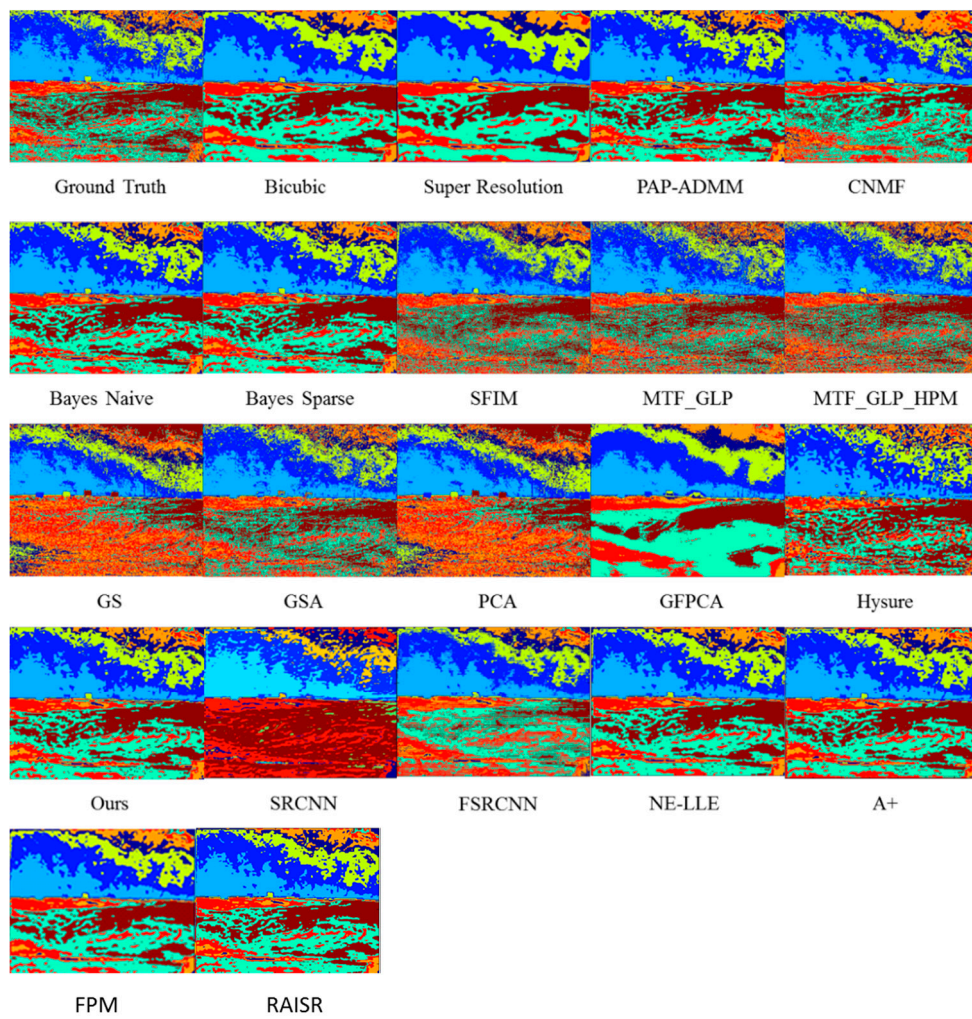 Ground Truth Bicubic Super Resolution PAP-ADMM CNMF
Bayes Naive Bayes Sparse SFIM MTF_GLP MTF_GLP_HPM
GS GSA PCA GFPCA Hysure
Ours SRCNN FSRCNN NE-LLE A+
FPM RAISR